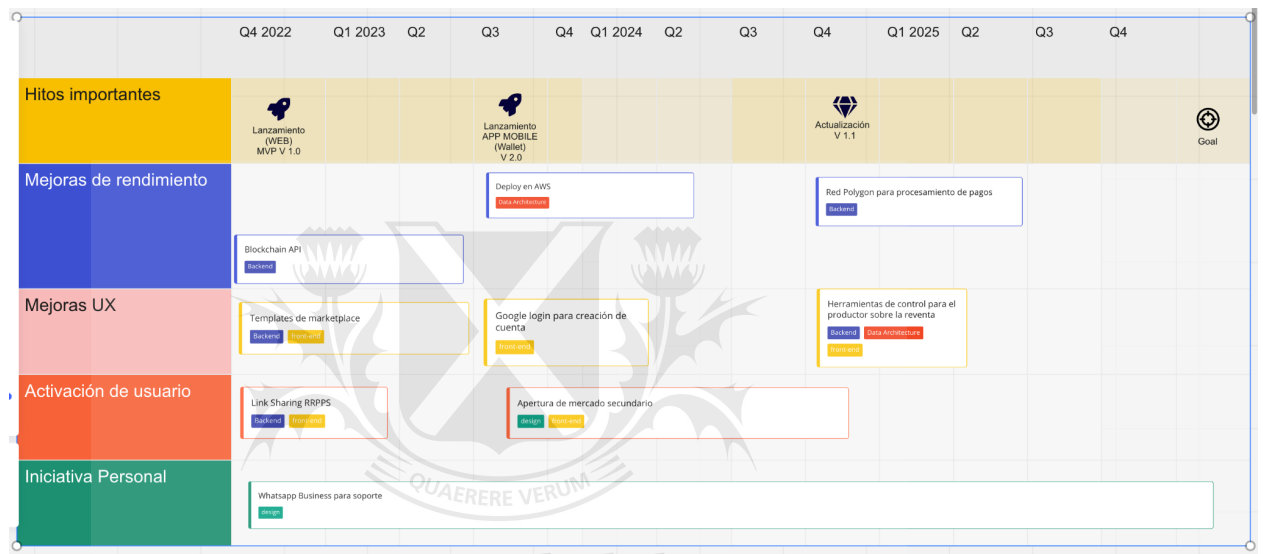 Q4 2022 Q1 2023 Q2 Q3 Q4 Q1 2024 Q2 Q3 Q4 Q1 2025 Q2 Q3 Q4
Hitos importantes
Lanzamiento
(WEB)
MVP V 1.0
Lanzamiento
APP MOBILE
(Wallet)
V 2.0
Actualización
V 1.1
Goal
Mejoras de rendimiento
Deploy en AWS
Data Architecture
Red Polygon para procesamiento de pagos
Backend
Blockchain API
Backend
Mejoras UX
Templates de marketplace
Backend front-end
Google login para creación de
cuenta
front-end
Herramientas de control para el
productor sobre la reventa
Backend Data Architecture
front-end
Activación de usuario
Link Sharing RRPPS
Backend front-end
Apertura de mercado secundario
design front-end
Iniciativa Personal
Whatsapp Business para soporte
design
QUAERERE VERUM